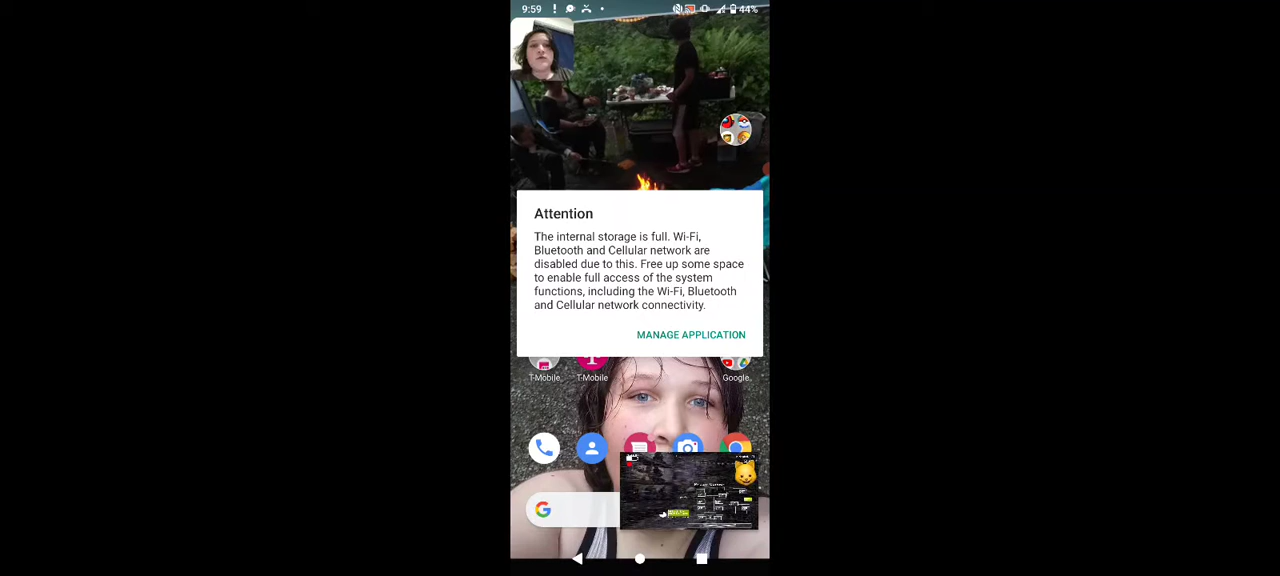 9:59
44%
Attention
The internal storage is full. Wi-Fi,
Bluetooth and Cellular network are
disabled due to this. Free up some space
to enable full access of the system
functions, including the Wi-Fi, Bluetooth
and Cellular network connectivity.
MANAGE APPLICATION
T-Mobile
T-Mobile
Google..